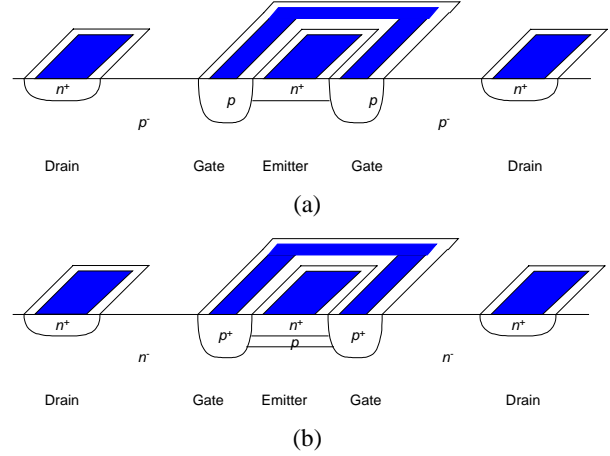 n⁺ p n⁺ p n⁺
p⁻ p⁻
Drain Gate Emitter Gate Drain
(a)
n⁺ p⁺ n⁺ p⁺ n⁺
p
n⁻ n⁻
Drain Gate Emitter Gate Drain
(b)